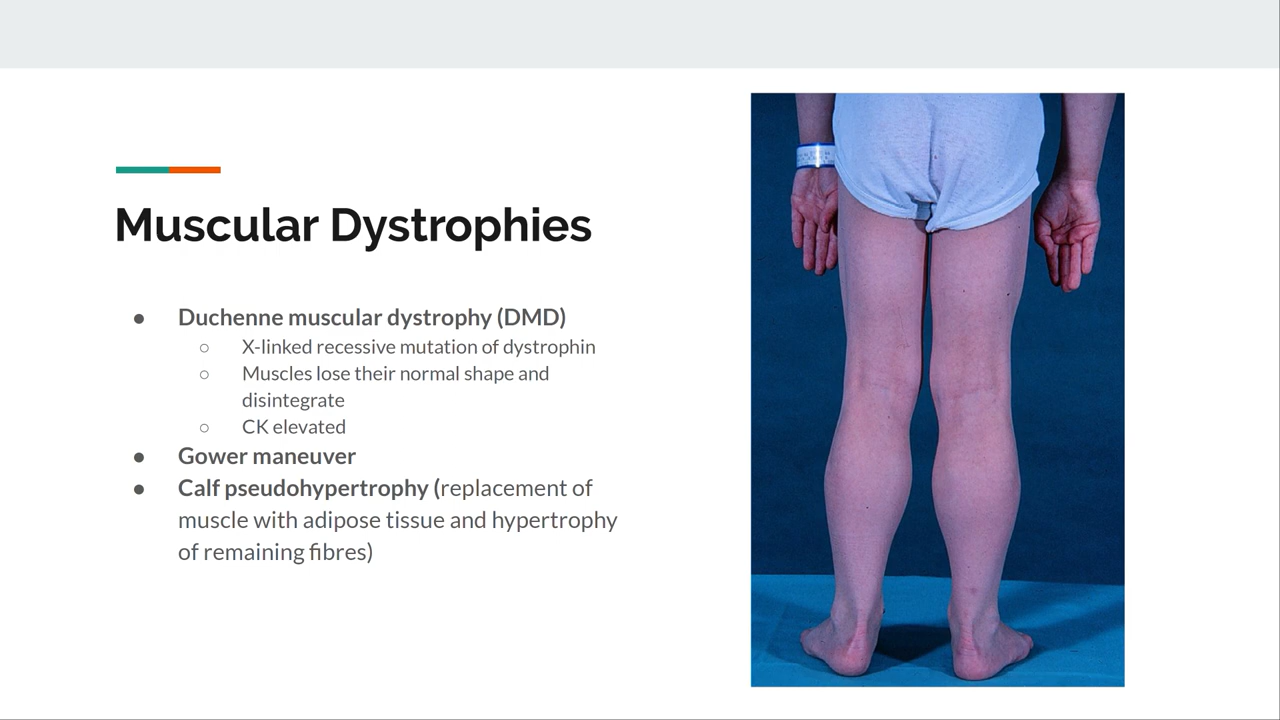 Muscular Dystrophies
● Duchenne muscular dystrophy (DMD)
○ X-linked recessive mutation of dystrophin
○ Muscles lose their normal shape and
disintegrate
○ CK elevated
● Gower maneuver
● Calf pseudohypertrophy (replacement of
muscle with adipose tissue and hypertrophy
of remaining fibres)